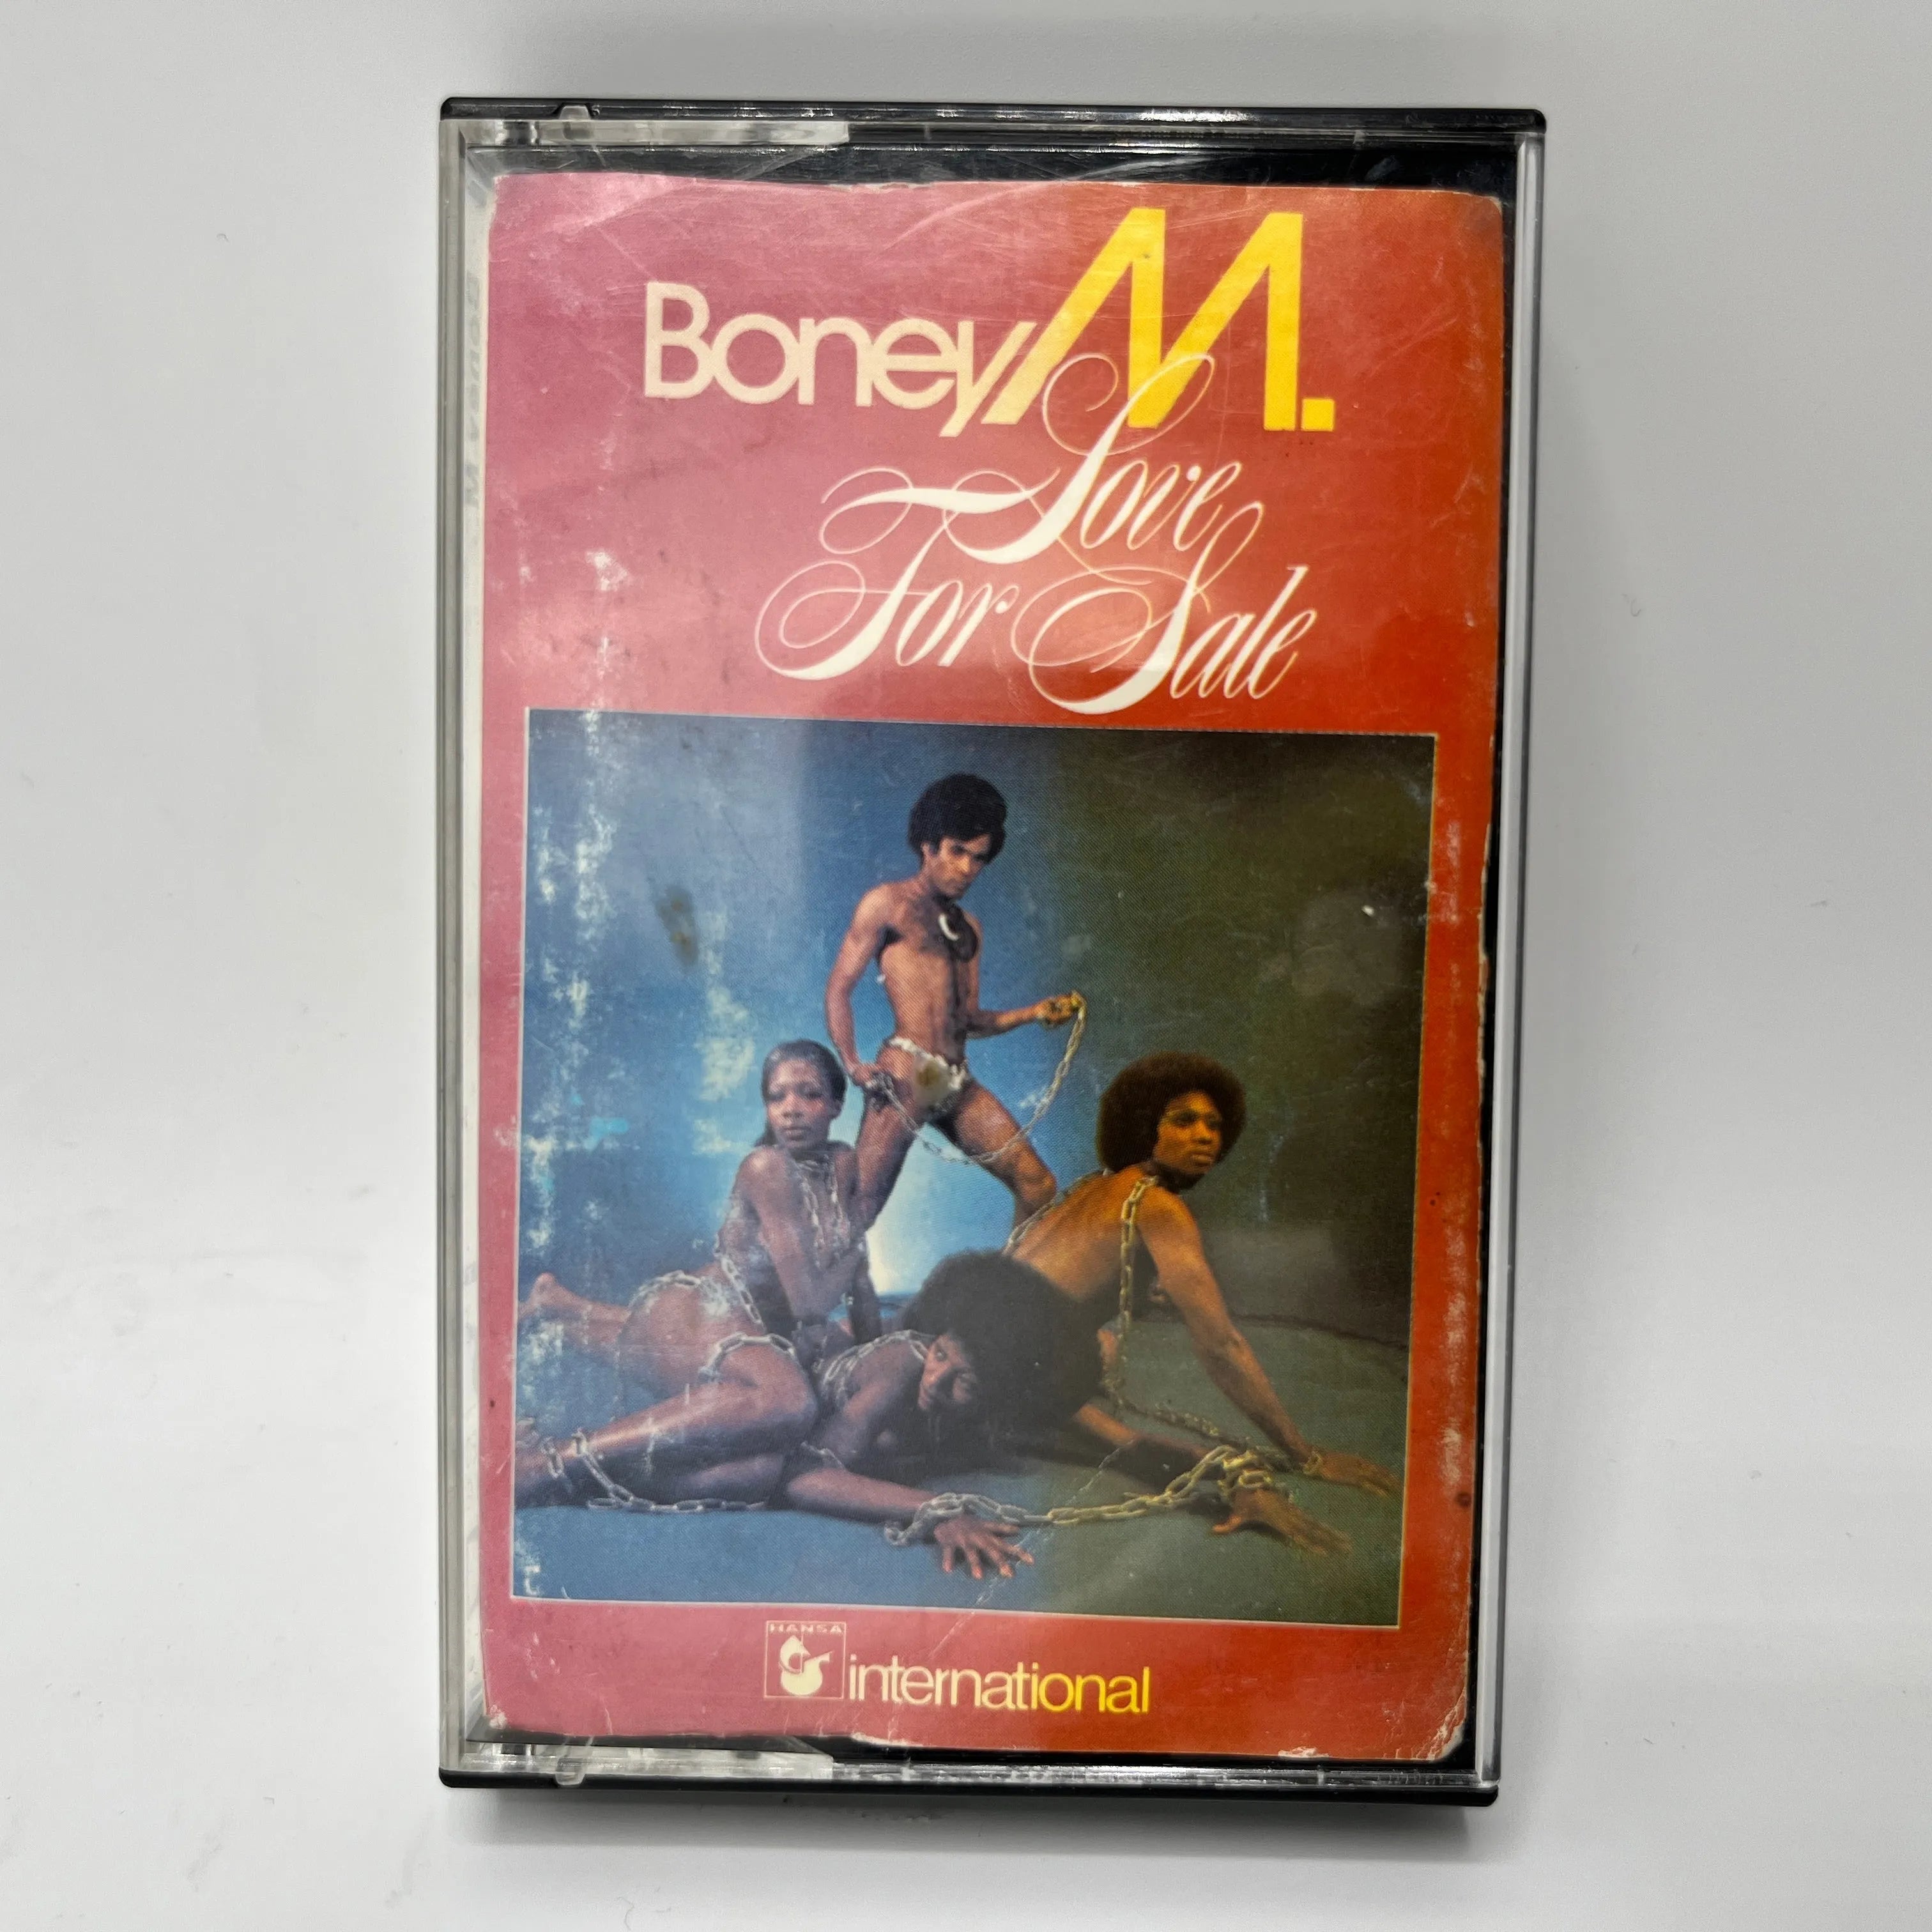 Boney M.
Love
For Sale
HANSA
international